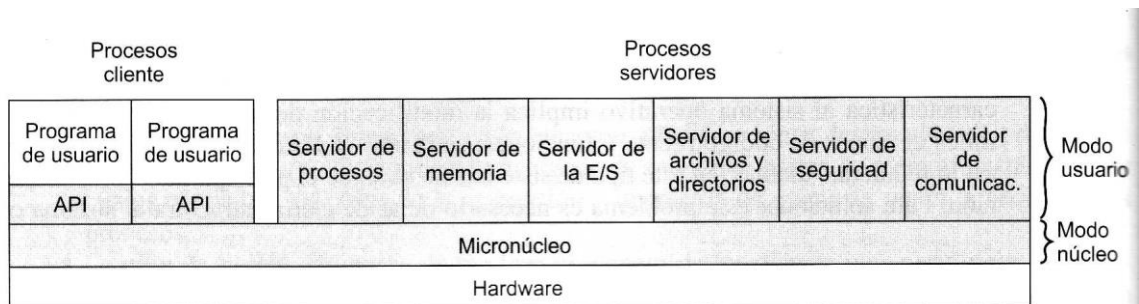 Procesos
cliente
Procesos
servidores
Programa
de usuario
Programa
de usuario
API
API
Servidor de
procesos
Servidor de
memoria
Servidor de
la E/S
Servidor de
archivos y
directorios
Servidor de
seguridad
Servidor
de
comunicac.
Modo
usuario
Micronúcleo
Modo
núcleo
Hardware